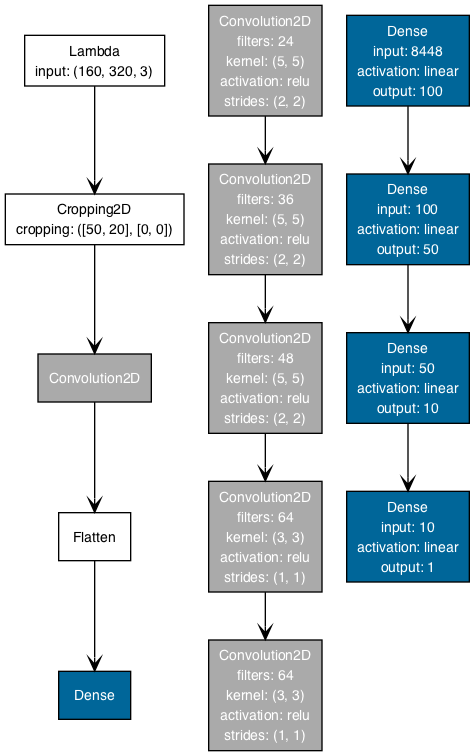 Lambda
input: (160, 320, 3)
Cropping2D
cropping: ([50, 20], [0, 0])
Convolution2D
Flatten
Dense
Convolution2D
filters: 24
kernel: (5, 5)
activation: relu
strides: (2, 2)
Convolution2D
filters: 36
kernel: (5, 5)
activation: relu
strides: (2, 2)
Convolution2D
filters: 48
kernel: (5, 5)
activation: relu
strides: (2, 2)
Convolution2D
filters: 64
kernel: (3, 3)
activation: relu
strides: (1, 1)
Convolution2D
filters: 64
kernel: (3, 3)
activation: relu
strides: (1, 1)
Dense
input: 8448
activation: linear
output: 100
Dense
input: 100
activation: linear
output: 50
Dense
input: 50
activation: linear
output: 10
Dense
input: 10
activation: linear
output: 1